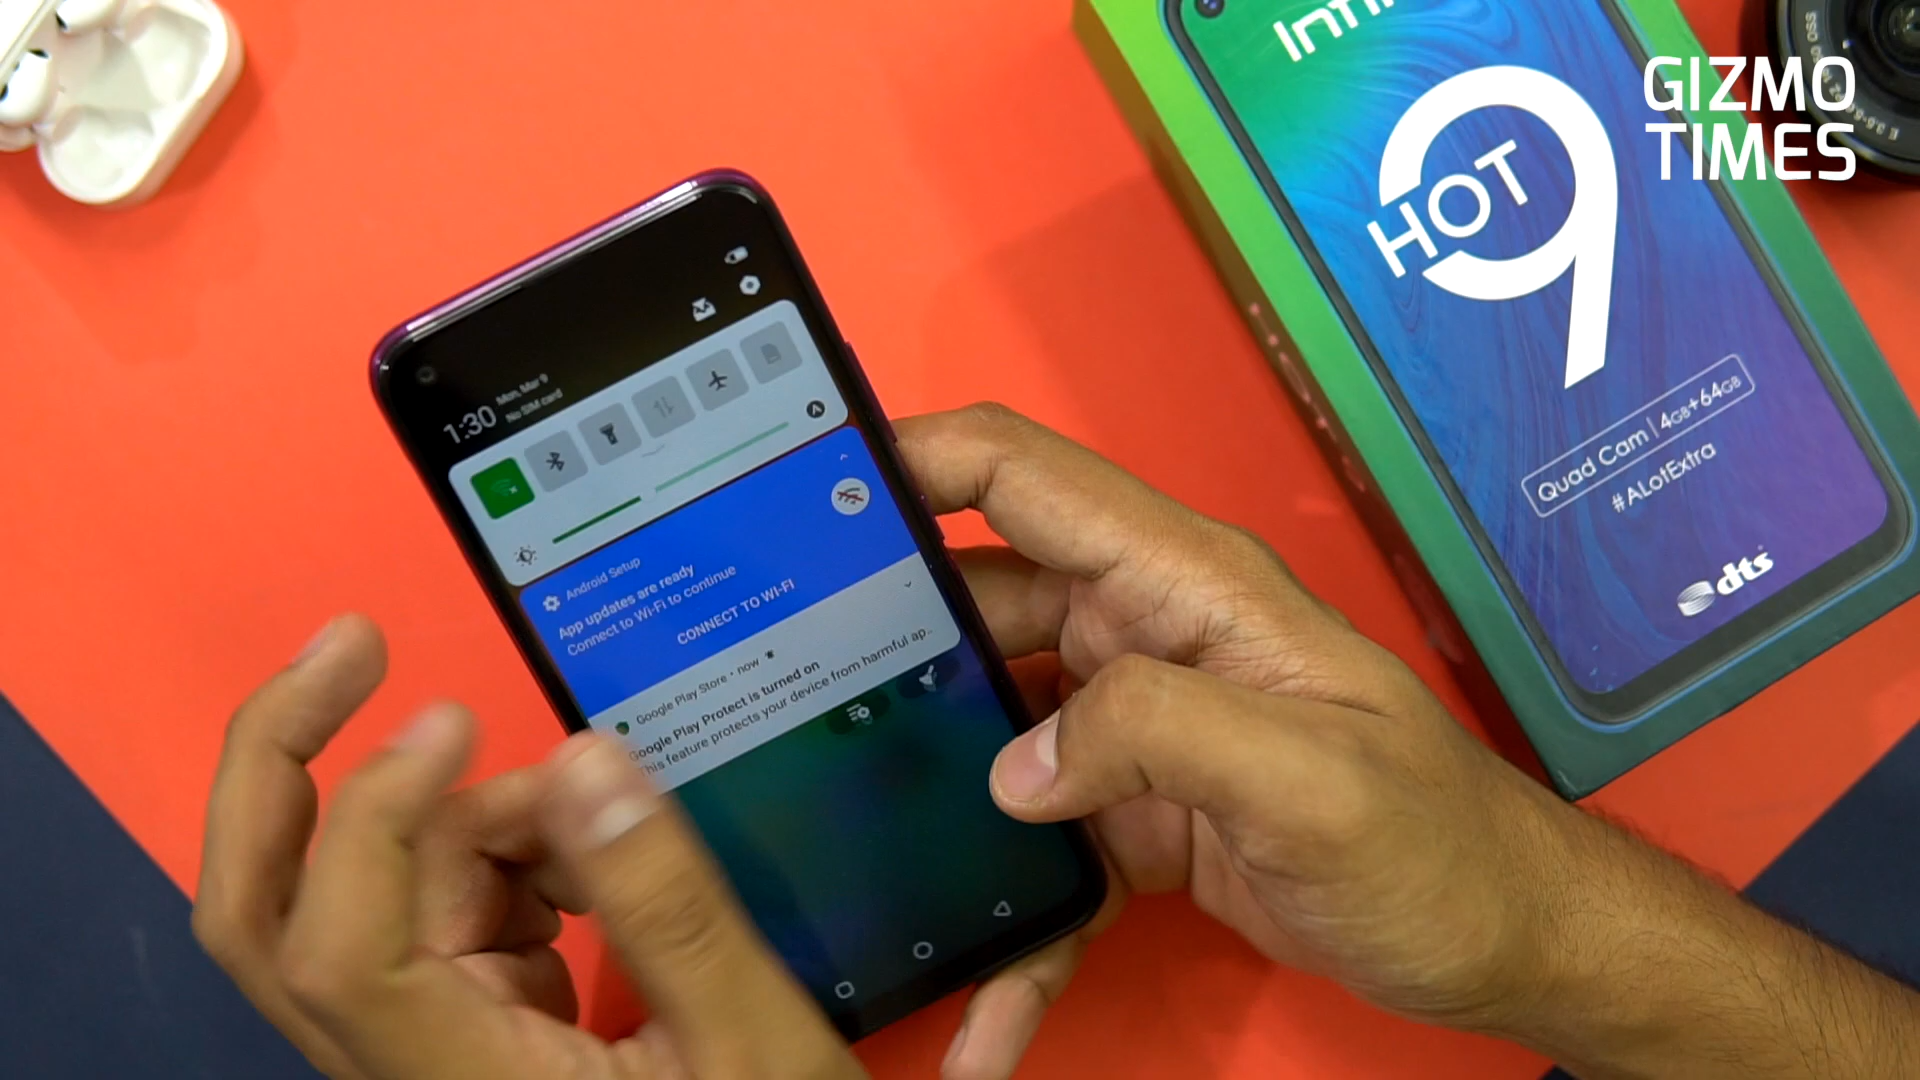 GIZMO
TIMES
HOT
9
Quad Cam | 4GB+64GB
#ALotExtra
dts
1:30
Mon, Mar 9
No SIM card
A
Android Setup
App updates are ready
Connect to Wi-Fi to continue
CONNECT TO WI-FI
Google Play Store • now
Google Play Protect is turned on
This feature protects your device from harmful ap..